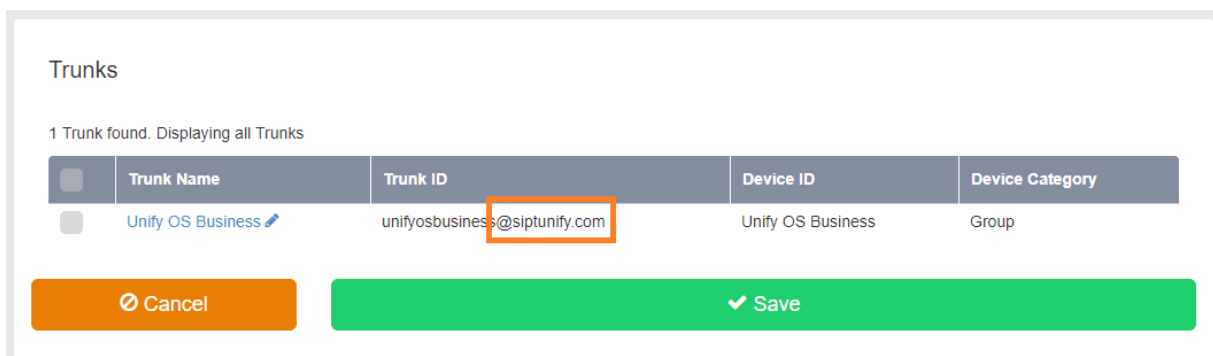 Trunks
1 Trunk found. Displaying all Trunks
Trunk Name Trunk ID Device ID Device Category
Unify OS Business unifyosbusiness@siptunify.com Unify OS Business Group
Cancel Save